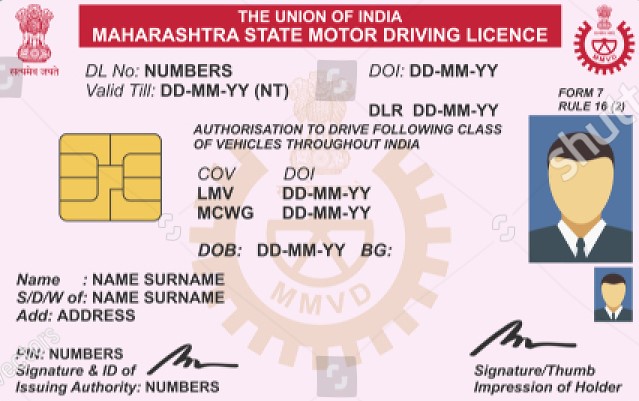 THE UNION OF INDIA
MAHARASHTRA STATE MOTOR DRIVING LICENCE
सत्यमेव जयते
MMVD
DL No: NUMBERS DOI: DD-MM-YY
Valid Till: DD-MM-YY (NT)
FORM 7
RULE 16 (2)
DLR DD-MM-YY
AUTHORISATION TO DRIVE FOLLOWING CLASS
OF VEHICLES THROUGHOUT INDIA
COV DOI
LMV DD-MM-YY
MCWG DD-MM-YY
DOB: DD-MM-YY BG:
MMVD
Name : NAME SURNAME
S/D/W of: NAME SURNAME
Add: ADDRESS
PIN: NUMBERS
Signature & ID of
Issuing Authority: NUMBERS
Signature/Thumb
Impression of Holder